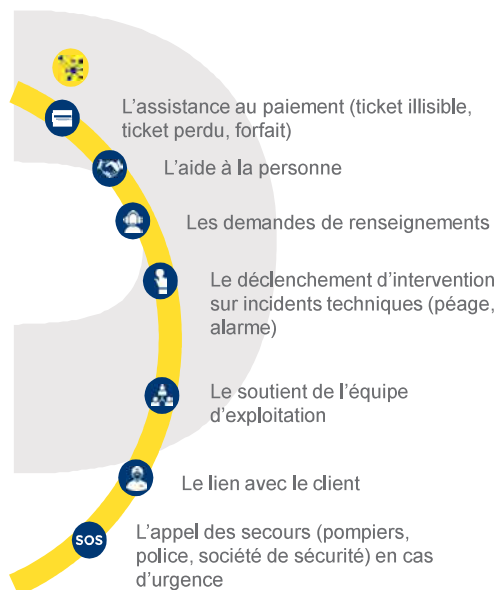 L'assistance au paiement (ticket illisible,
ticket perdu, forfait)
L'aide à la personne
Les demandes de renseignements
Le déclenchement d'intervention
sur incidents techniques (péage,
alarme)
Le soutient de l'équipe
d'exploitation
Le lien avec le client
SOS
L'appel des secours (pompiers,
police, société de sécurité) en cas
d'urgence